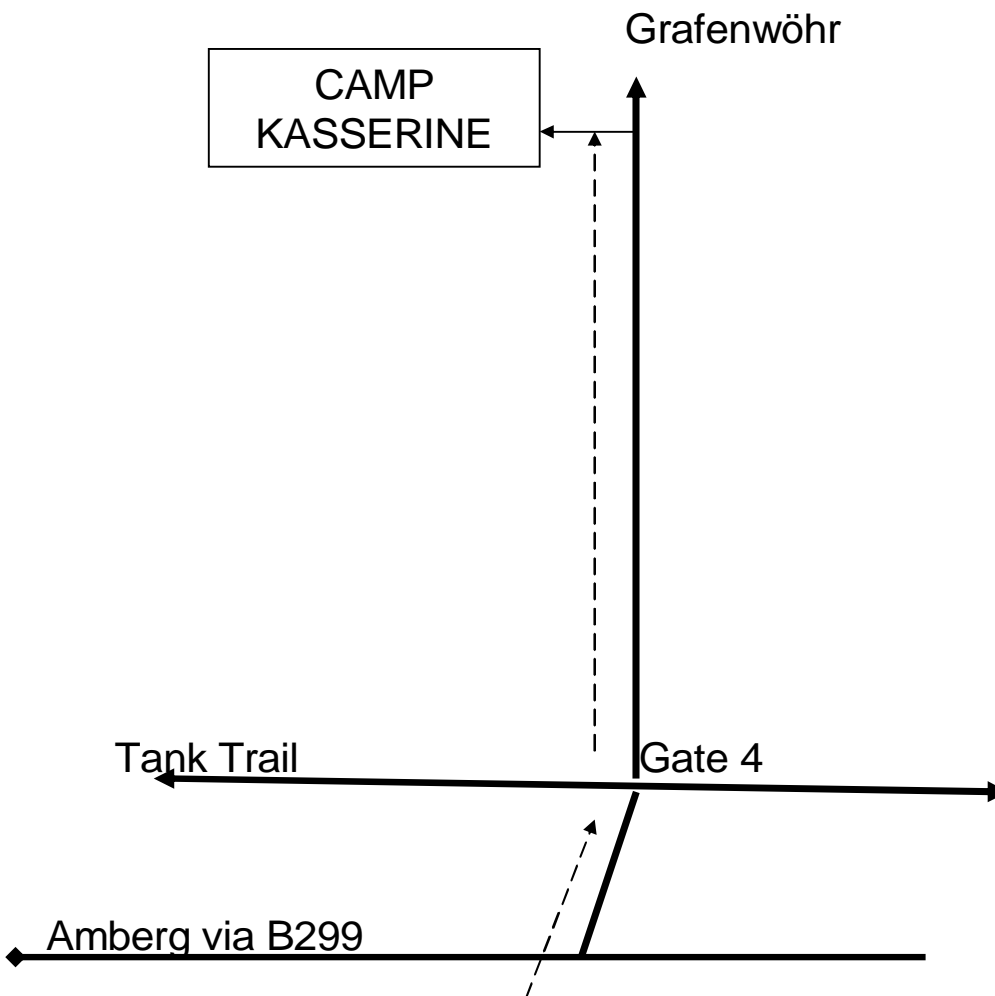 Grafenwöhr
CAMP
KASSERINE
Tank Trail
Gate 4
Amberg via B299